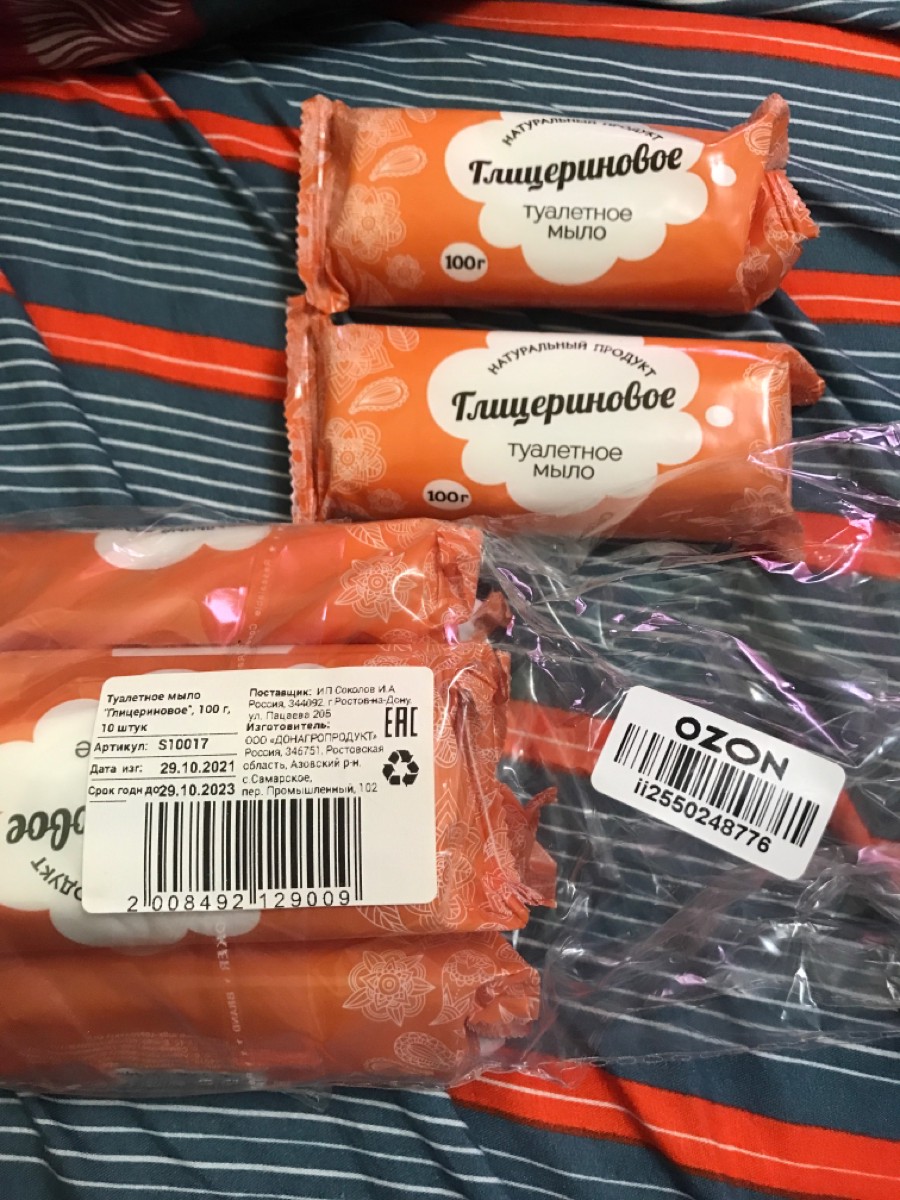 НАТУРАЛЬНЫЙ ПРОДУКТ
Глицериновое
туалетное
мыло
100г
НАТУРАЛЬНЫЙ ПРОДУКТ
Глицериновое
туалетное
мыло
100г
Туалетное мыло
"Глицериновое", 100 г,
10 штук
Артикул: S10017
Дата изг: 29.10.2021
Срок годн до29.10.2023
Поставщик: ИП Соколов И.А
Россия, 344092, г.Ростов-на-Дону,
ул. Пацаева 20Б
Изготовитель:
ООО «ДОНАГРОПРОДУКТ»
Россия, 346751, Ростовская
область, Азовский р-н,
с.Самарское,
пер. Промышленный, 102
EAC
2 008492 129009
OZON
ii2550248776
овое
BRAND